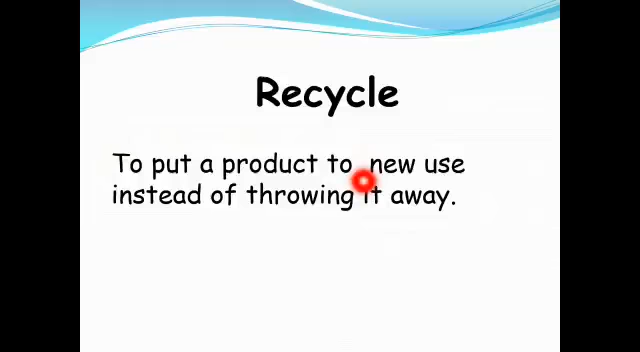 Recycle
To put a product to new use
instead of throwing it away.